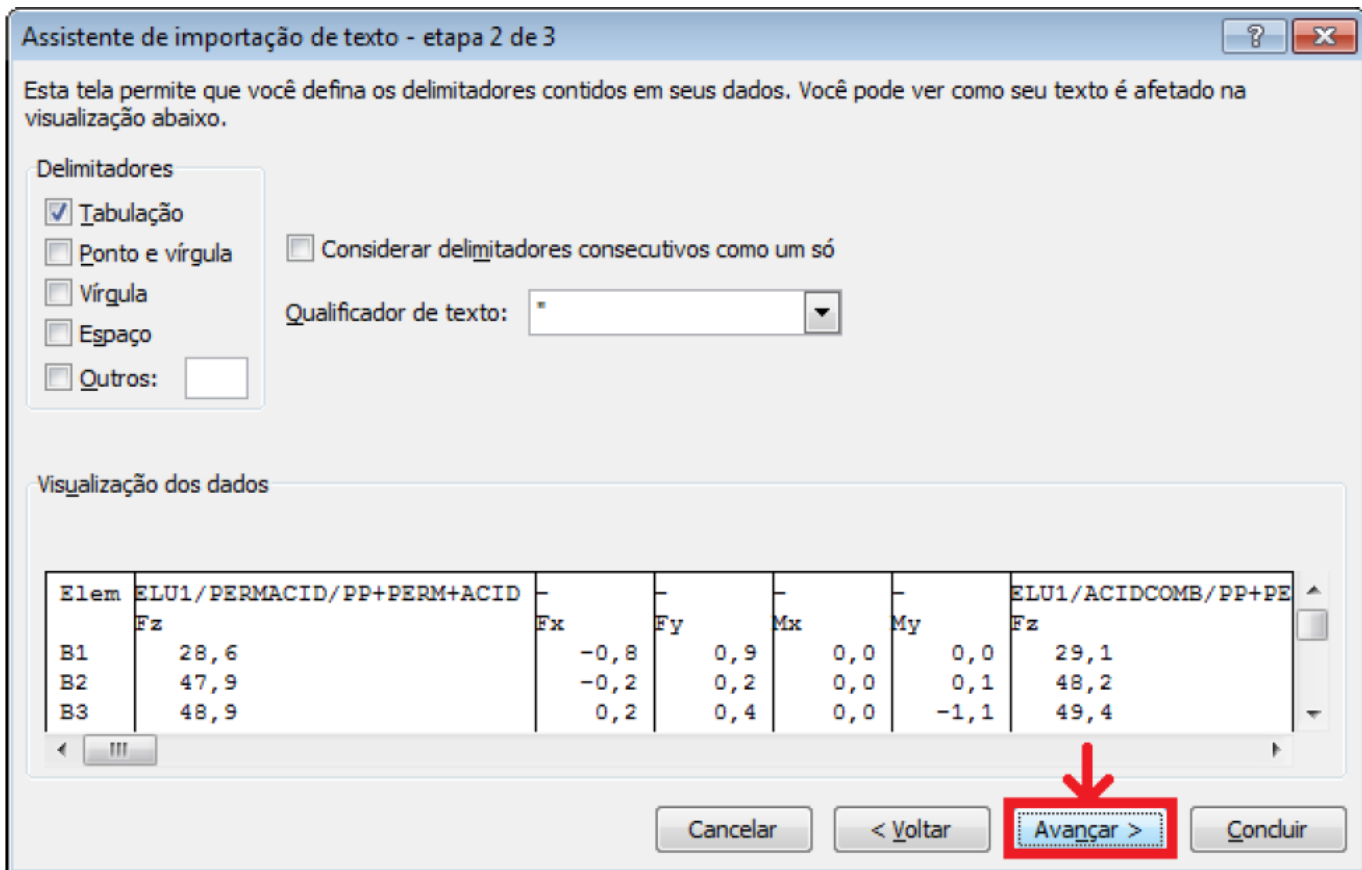 Assistente de importação de texto - etapa 2 de 3
Esta tela permite que você defina os delimitadores contidos em seus dados. Você pode ver como seu texto é afetado na
visualização abaixo.
Delimitadores
Tabulação
Ponto e vírgula
Vírgula
Espaço
Outros:
Considerar delimitadores consecutivos como um só
Qualificador de texto: "
Visualização dos dados
Elem ELU1/PERMACID/PP+PERM+ACID - - - - ELU1/ACIDCOMB/PP+PE
Fz Fx Fy Mx My Fz
B1 28,6 -0,8 0,9 0,0 0,0 29,1
B2 47,9 -0,2 0,2 0,0 0,1 48,2
B3 48,9 0,2 0,4 0,0 -1,1 49,4
Cancelar < Voltar Avançar > Concluir